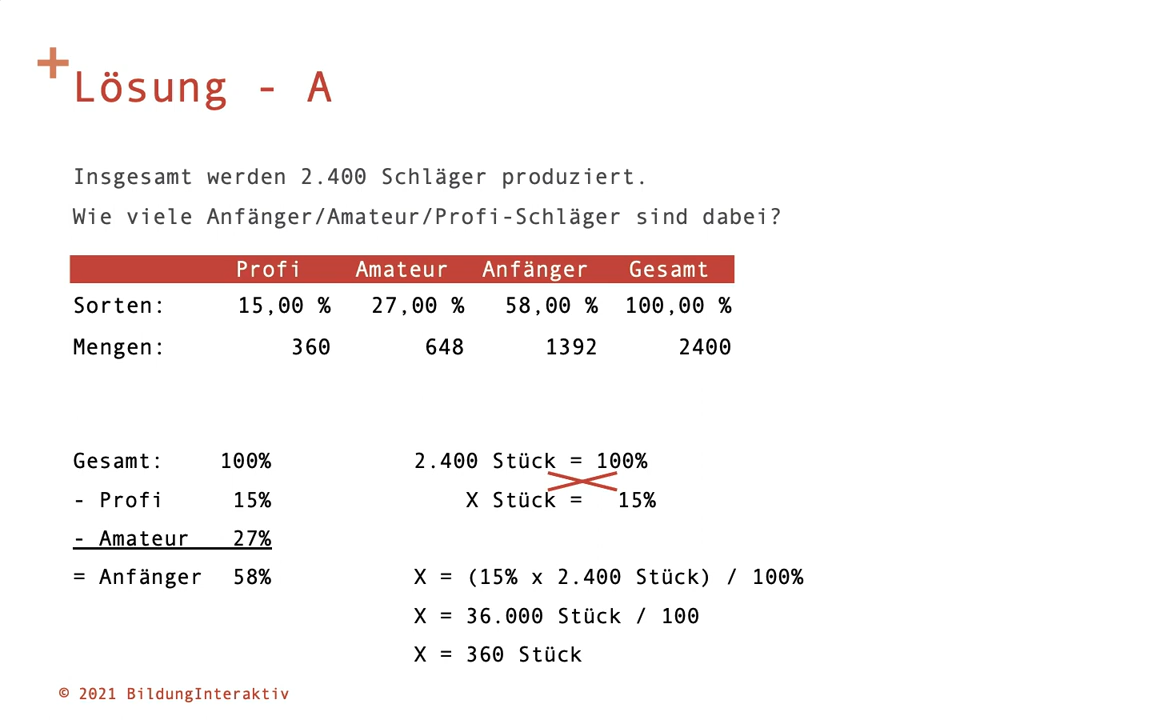 Lösung - A
Insgesamt werden 2.400 Schläger produziert.
Wie viele Anfänger/Amateur/Profi-Schläger sind dabei?
Profi Amateur Anfänger Gesamt
Sorten: 15,00 % 27,00 % 58,00 % 100,00 %
Mengen: 360 648 1392 2400
Gesamt: 100%
- Profi 15%
- Amateur 27%
= Anfänger 58%
2.400 Stück = 100%
X Stück = 15%
X = (15% x 2.400 Stück) / 100%
X = 36.000 Stück / 100
X = 360 Stück
© 2021 BildungInteraktiv